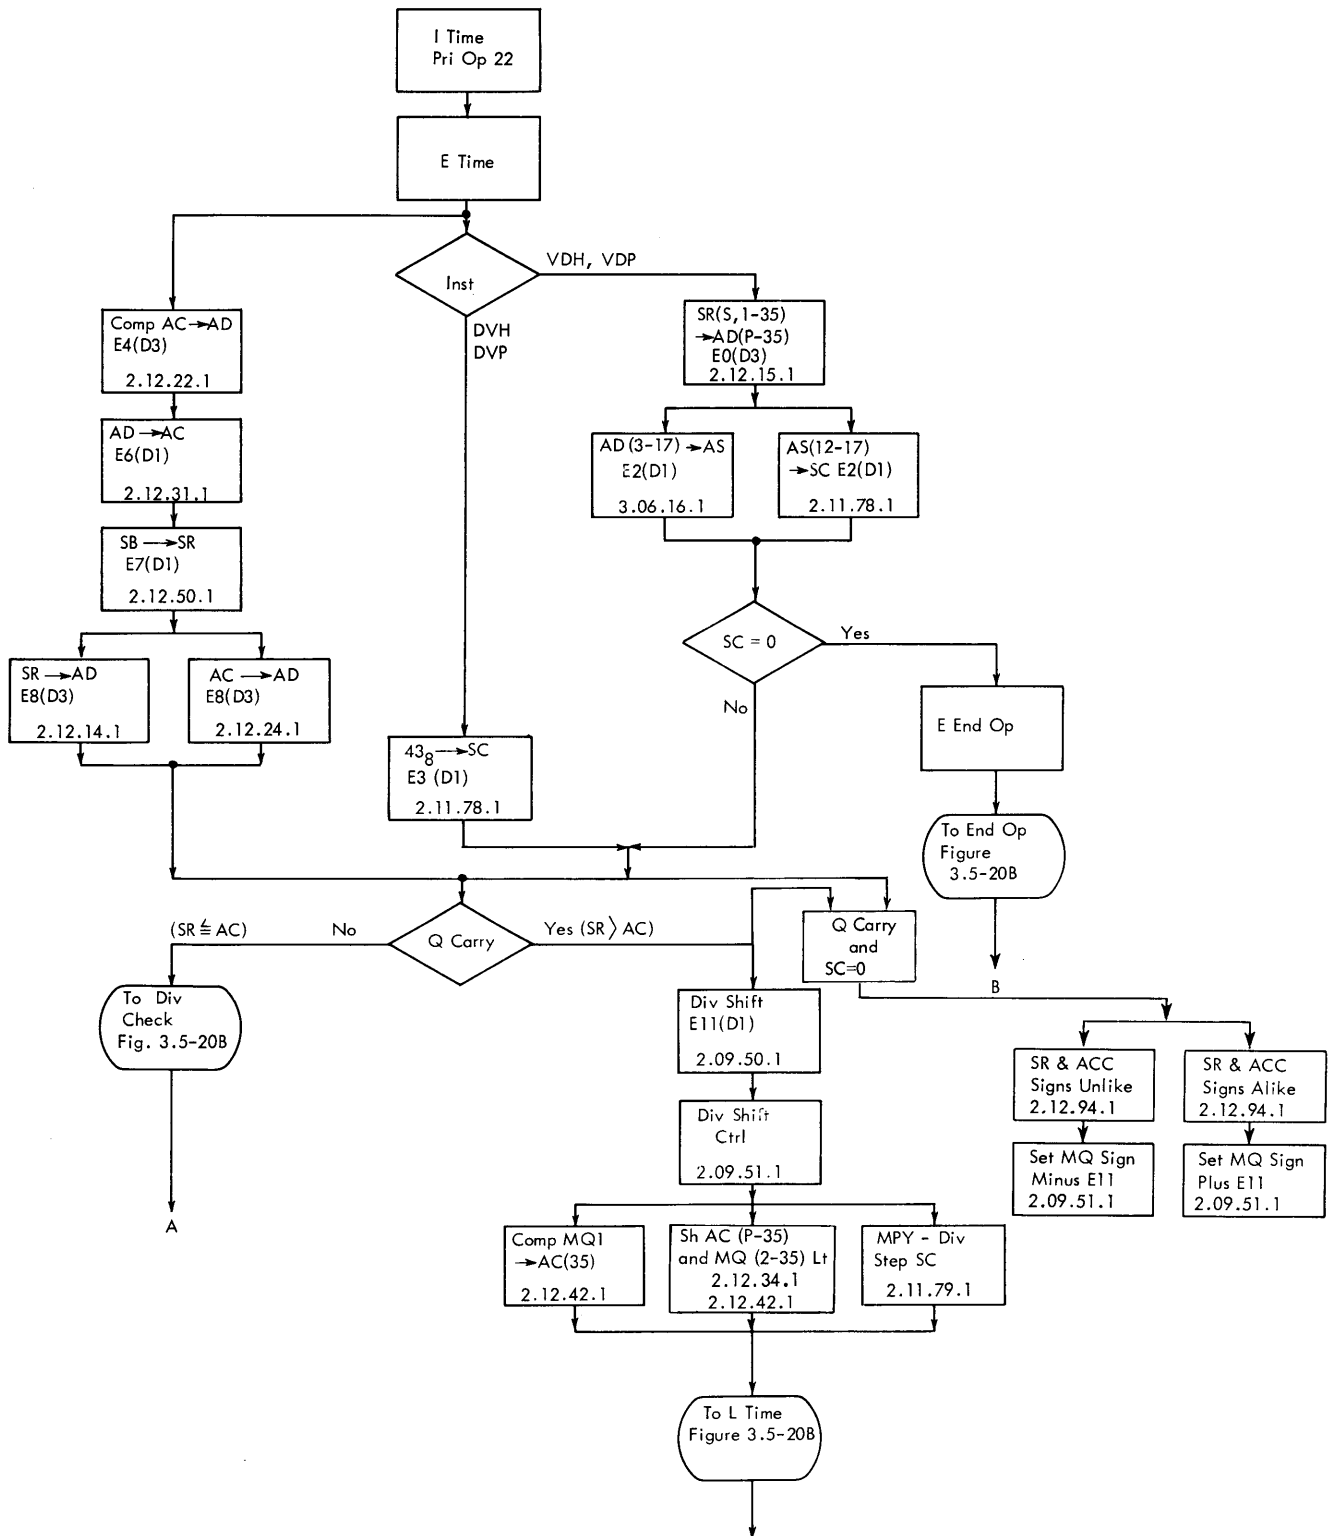 I Time
Pri Op 22
E Time
Inst
VDH, VDP
DVH
DVP
Comp AC→AD
E4(D3)
2.12.22.1
AD→AC
E6(D1)
2.12.31.1
SB→SR
E7(D1)
2.12.50.1
SR→AD
E8(D3)
2.12.14.1
AC→AD
E8(D3)
2.12.24.1
43₈→SC
E3 (D1)
2.11.78.1
SR(S,1-35)
→AD(P-35)
E0(D3)
2.12.15.1
AD(3-17)→AS
E2(D1)
3.06.16.1
AS(12-17)
→SC E2(D1)
2.11.78.1
SC = 0
Yes
No
E End Op
To End Op
Figure
3.5-20B
B
(SR ≦ AC)
No
Q Carry
Yes (SR > AC)
Q Carry
and
SC=0
To Div
Check
Fig. 3.5-20B
A
Div Shift
E11(D1)
2.09.50.1
Div Shift
Ctrl
2.09.51.1
SR & ACC
Signs Unlike
2.12.94.1
SR & ACC
Signs Alike
2.12.94.1
Set MQ Sign
Minus E11
2.09.51.1
Set MQ Sign
Plus E11
2.09.51.1
Comp MQ1
→AC(35)
2.12.42.1
Sh AC (P-35)
and MQ (2-35) Lt
2.12.34.1
2.12.42.1
MPY - Div
Step SC
2.11.79.1
To L Time
Figure 3.5-20B